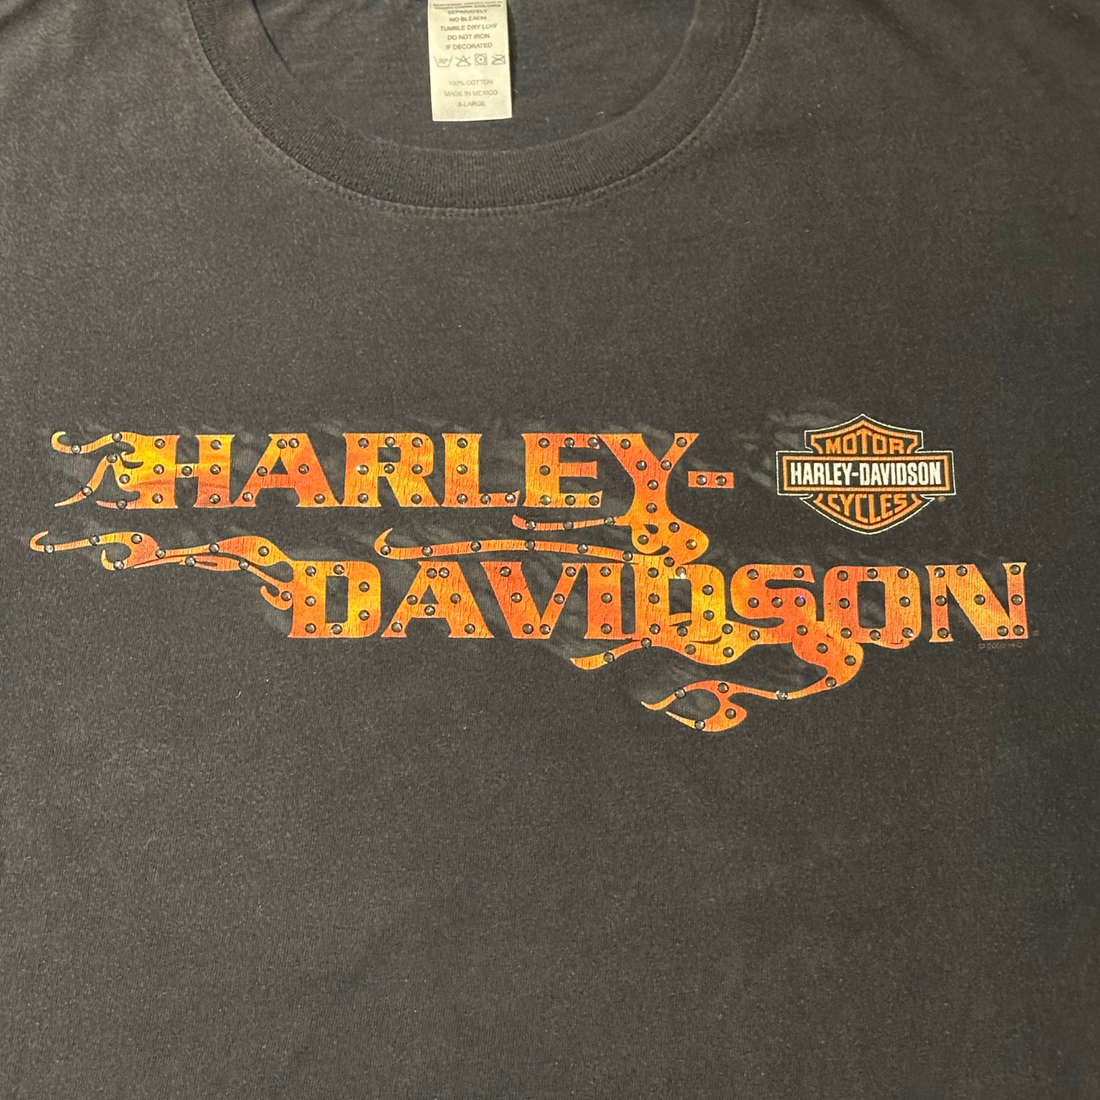 SEPARATELY
NO BLEACH
TUMBLE DRY LOW
DO NOT IRON
IF DECORATED
100% COTTON
MADE IN MEXICO
X-LARGE
HARLEY-
MOTOR
HARLEY-DAVIDSON
CYCLES
DAVIDSON